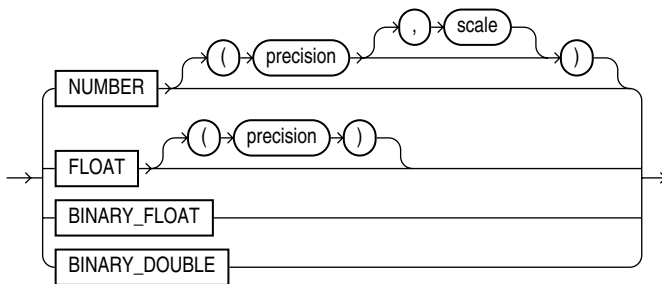 , scale
( precision )
NUMBER
( precision )
FLOAT
BINARY_FLOAT
BINARY_DOUBLE